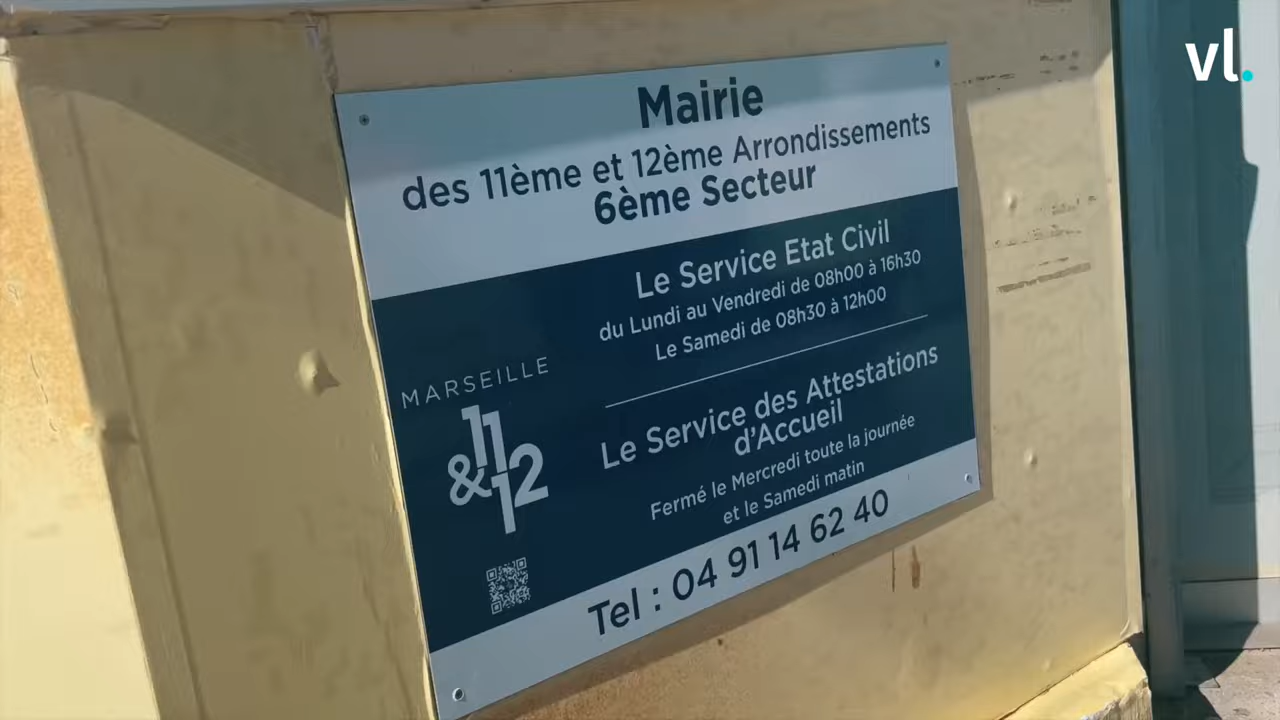 vl.
Mairie
des 11ème et 12ème Arrondissements
6ème Secteur
Le Service Etat Civil
du Lundi au Vendredi de 08h00 à 16h30
Le Samedi de 08h30 à 12h00
Le Service des Attestations
d'Accueil
Fermé le Mercredi toute la journée
et le Samedi matin
MARSEILLE
11
&12
Tel : 04 91 14 62 40